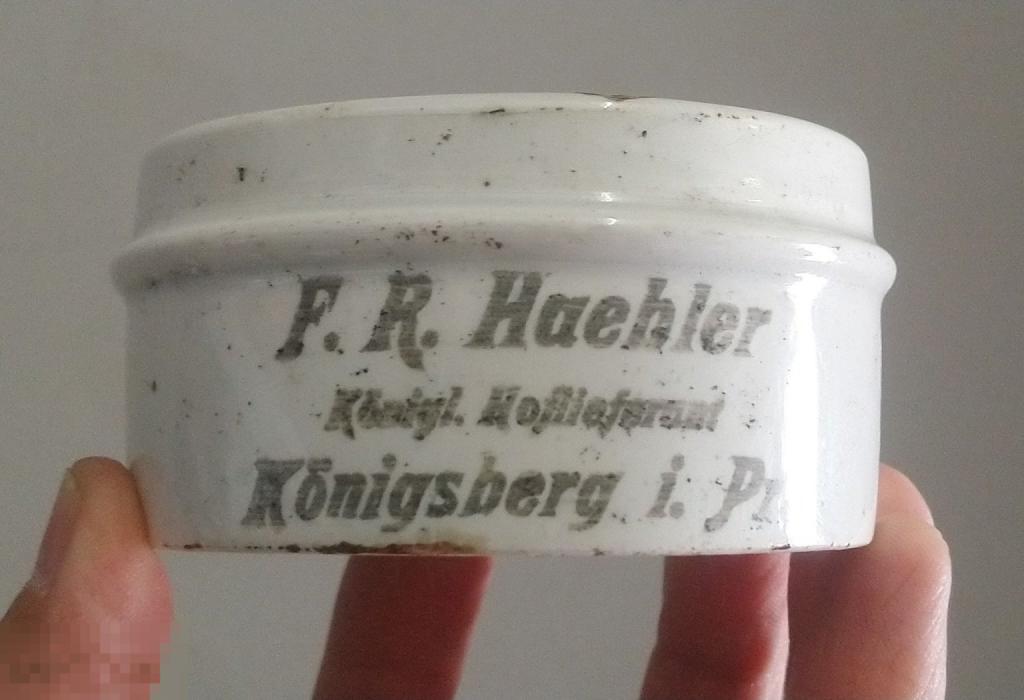 F. R. Haehler
Königl. Hoflieferant
Königsberg i. Pr